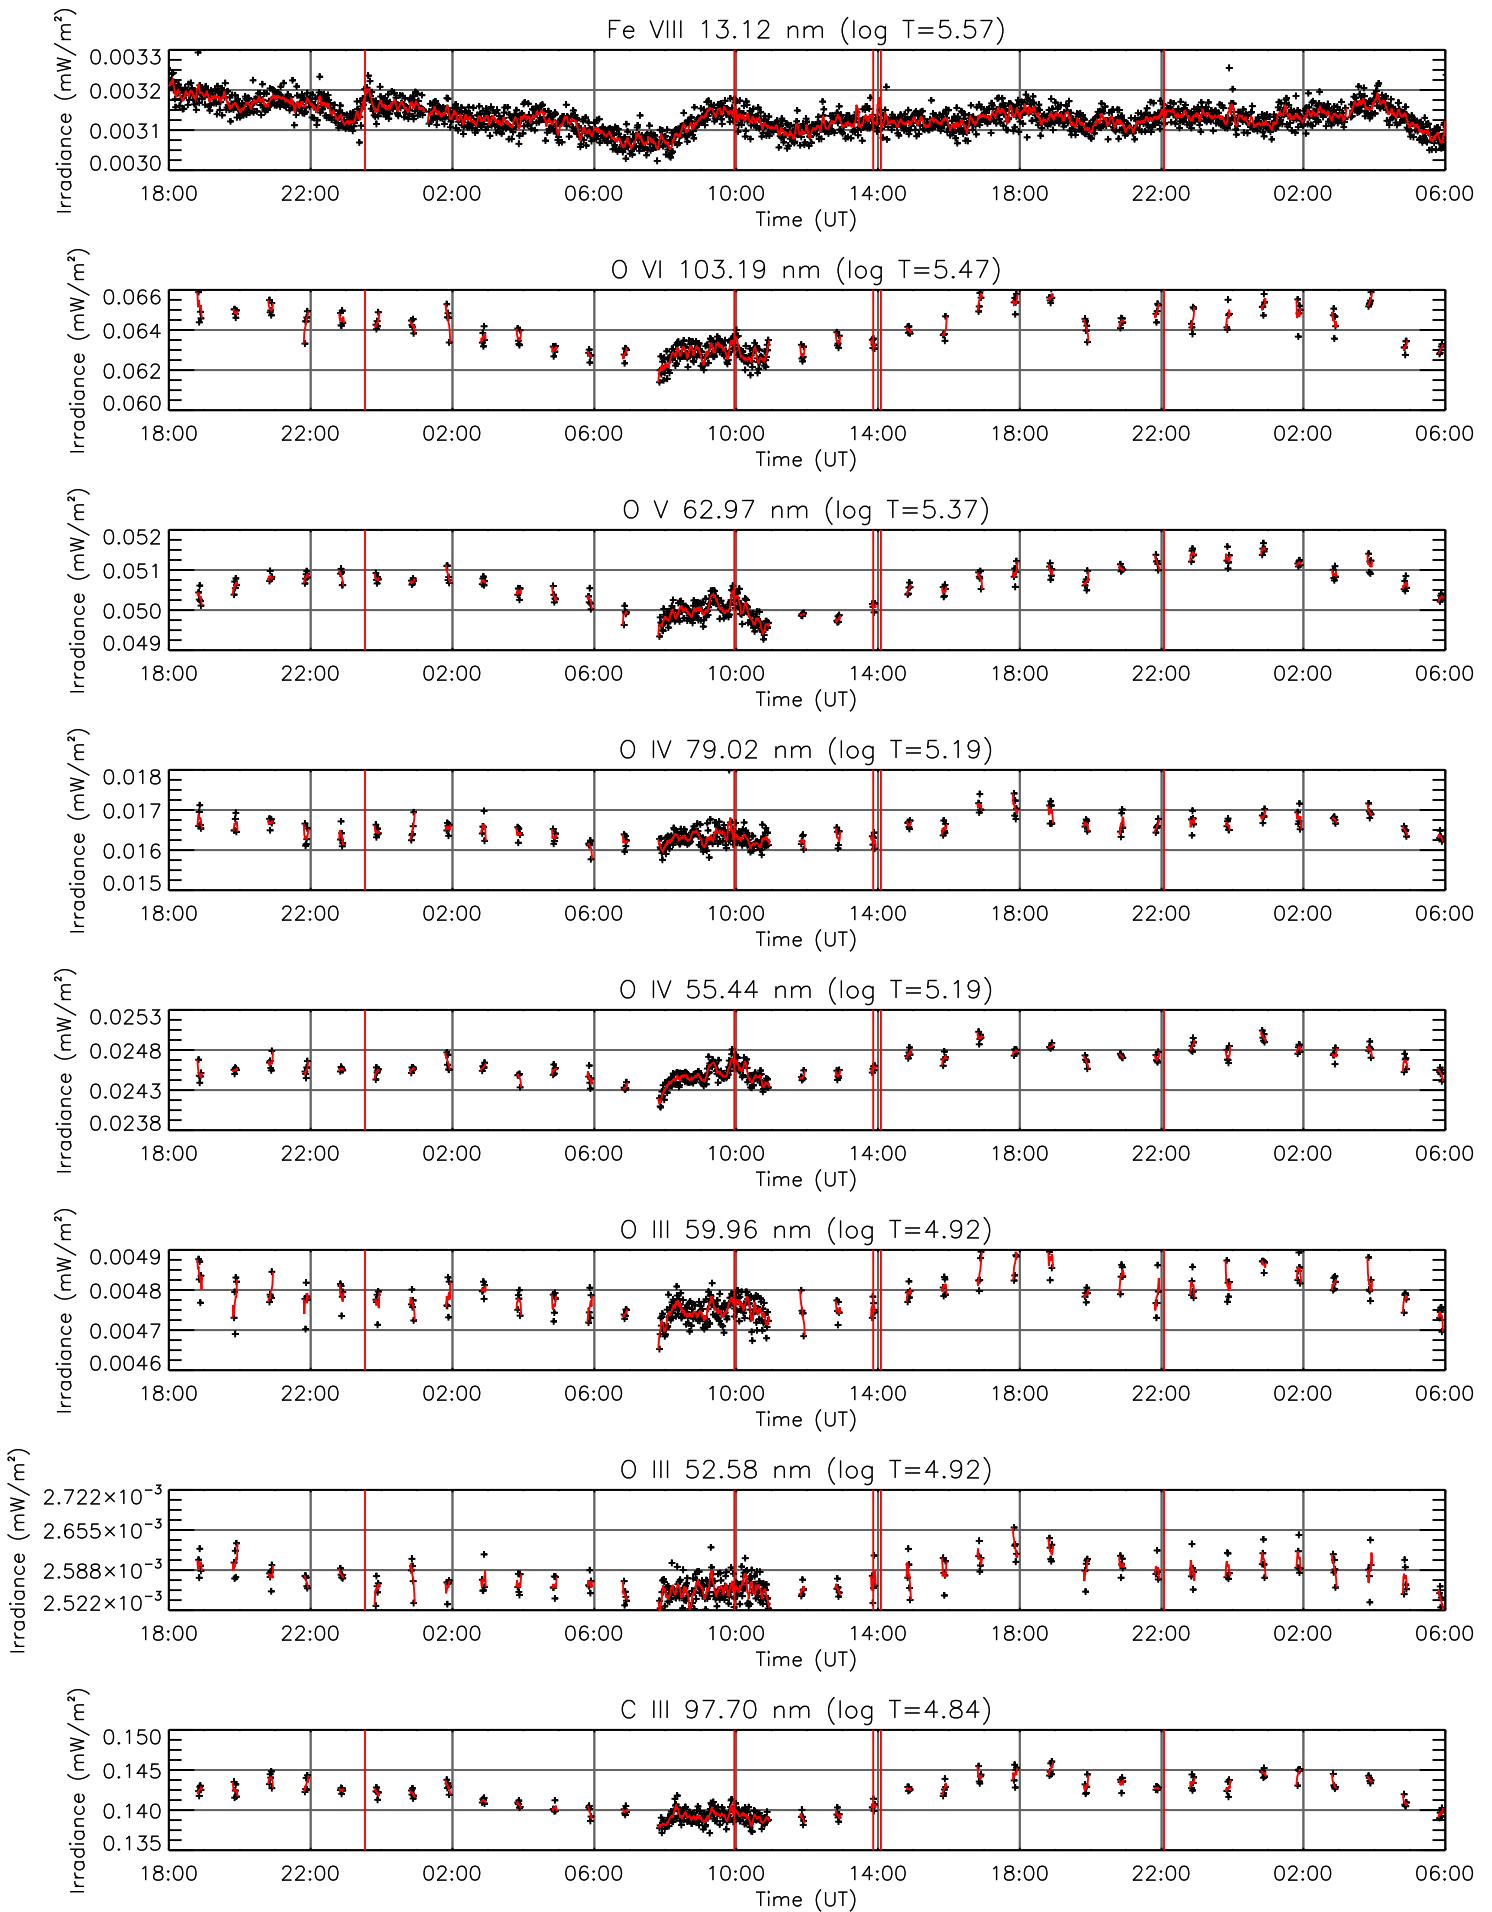 Fe VIII 13.12 nm (log T=5.57)
Irradiance (mW/m²)
0.0033
0.0032
0.0031
0.0030
18:00 22:00 02:00 06:00 10:00 14:00 18:00 22:00 02:00 06:00
Time (UT)
O VI 103.19 nm (log T=5.47)
Irradiance (mW/m²)
0.066
0.064
0.062
0.060
18:00 22:00 02:00 06:00 10:00 14:00 18:00 22:00 02:00 06:00
Time (UT)
O V 62.97 nm (log T=5.37)
Irradiance (mW/m²)
0.052
0.051
0.050
0.049
18:00 22:00 02:00 06:00 10:00 14:00 18:00 22:00 02:00 06:00
Time (UT)
O IV 79.02 nm (log T=5.19)
Irradiance (mW/m²)
0.018
0.017
0.016
0.015
18:00 22:00 02:00 06:00 10:00 14:00 18:00 22:00 02:00 06:00
Time (UT)
O IV 55.44 nm (log T=5.19)
Irradiance (mW/m²)
0.0253
0.0248
0.0243
0.0238
18:00 22:00 02:00 06:00 10:00 14:00 18:00 22:00 02:00 06:00
Time (UT)
O III 59.96 nm (log T=4.92)
Irradiance (mW/m²)
0.0049
0.0048
0.0047
0.0046
18:00 22:00 02:00 06:00 10:00 14:00 18:00 22:00 02:00 06:00
Time (UT)
O III 52.58 nm (log T=4.92)
Irradiance (mW/m²)
2.722×10⁻³
2.655×10⁻³
2.588×10⁻³
2.522×10⁻³
18:00 22:00 02:00 06:00 10:00 14:00 18:00 22:00 02:00 06:00
Time (UT)
C III 97.70 nm (log T=4.84)
Irradiance (mW/m²)
0.150
0.145
0.140
0.135
18:00 22:00 02:00 06:00 10:00 14:00 18:00 22:00 02:00 06:00
Time (UT)